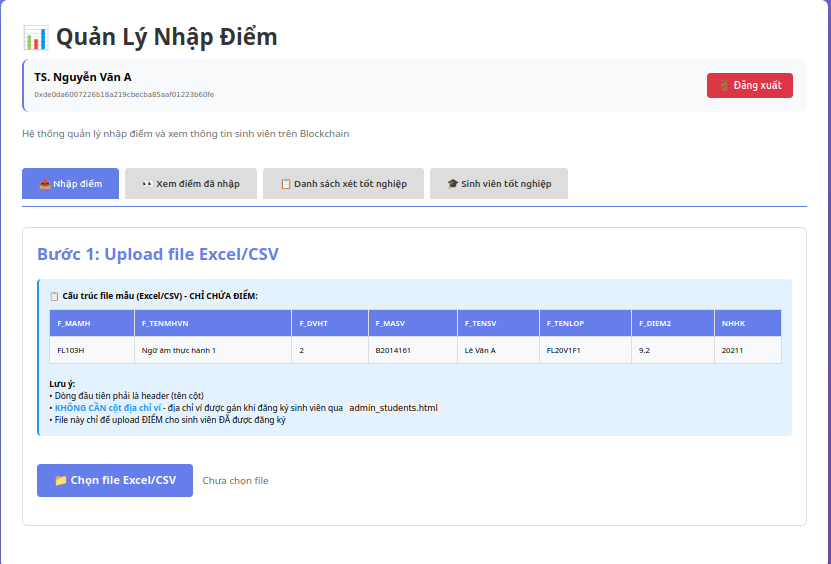 Quản Lý Nhập Điểm
TS. Nguyễn Văn A
0xde0da6007226b18a219cbecba85aaf01223b60fe
Đăng xuất
Hệ thống quản lý nhập điểm và xem thông tin sinh viên trên Blockchain
Nhập điểm
Xem điểm đã nhập
Danh sách xét tốt nghiệp
Sinh viên tốt nghiệp
Bước 1: Upload file Excel/CSV
Cấu trúc file mẫu (Excel/CSV) - CHỈ CHỨA ĐIỂM:
F_MAMH F_TENMHVN F_DVHT F_MASV F_TENSV F_TENLOP F_DIEM2 NHHK
FL103H Ngữ âm thực hành 1 2 B2014161 Lê Văn A FL20V1F1 9.2 20211
Lưu ý:
• Dòng đầu tiên phải là header (tên cột)
• KHÔNG CẦN cột địa chỉ ví - địa chỉ ví được gán khi đăng ký sinh viên qua admin_students.html
• File này chỉ để upload ĐIỂM cho sinh viên ĐÃ được đăng ký
Chọn file Excel/CSV
Chưa chọn file